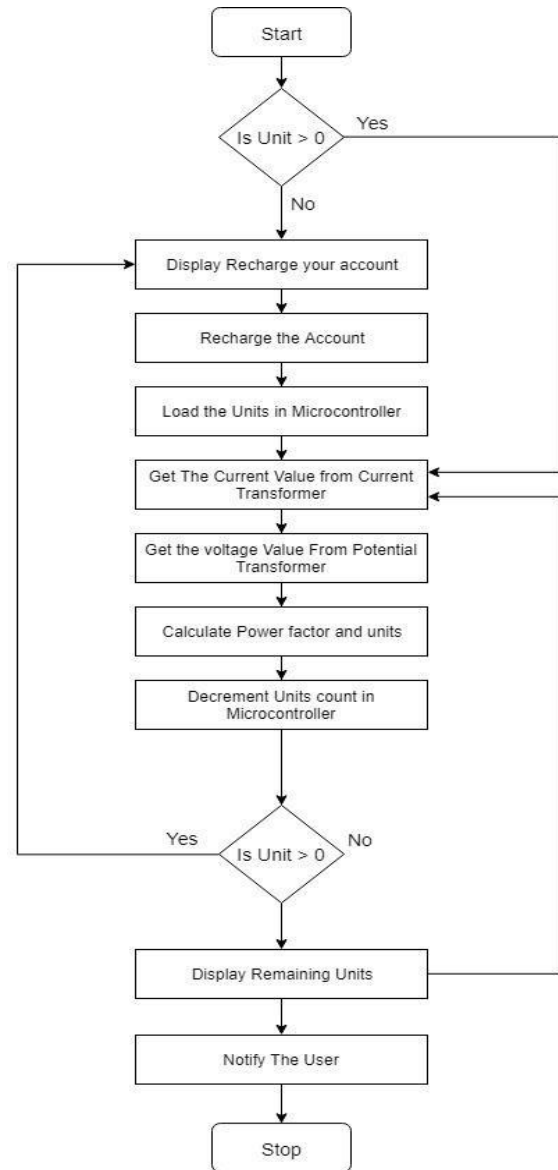 Start
Is Unit > 0
Yes
No
Display Recharge your account
Recharge the Account
Load the Units in Microcontroller
Get The Current Value from Current
Transformer
Get the voltage Value From Potential
Transformer
Calculate Power factor and units
Decrement Units count in
Microcontroller
Yes
Is Unit > 0
No
Display Remaining Units
Notify The User
Stop